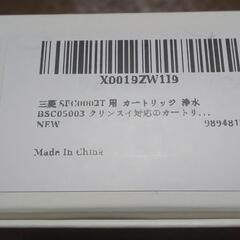 X0019ZW1I9
三菱 SFC0002T 用 カートリッジ 浄水
BSC05003 クリンスイ対応のカートリ...
NEW
Made In China